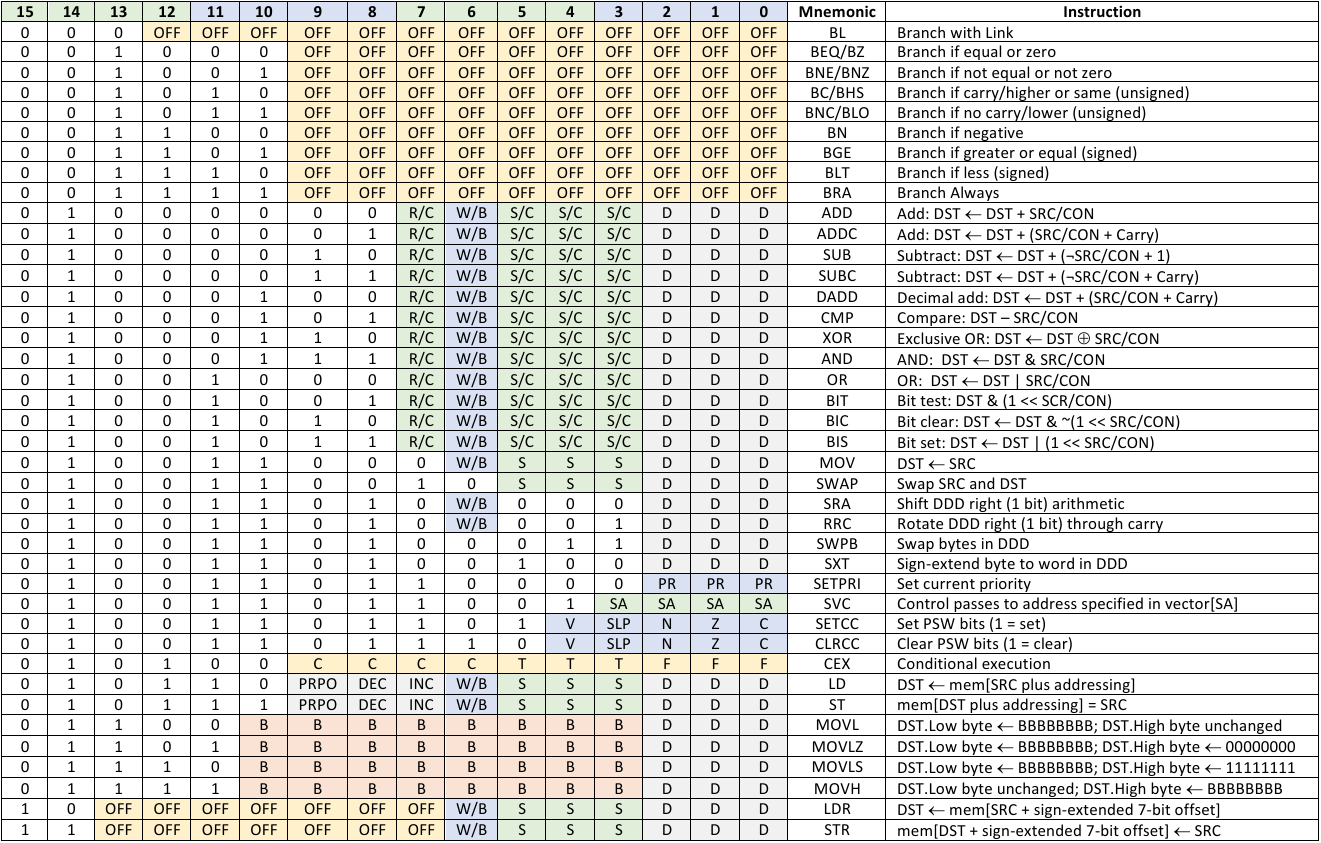 15 14 13 12 11 10 9 8 7 6 5 4 3 2 1 0 Mnemonic Instruction
0 0 0 OFF OFF OFF OFF OFF OFF OFF OFF OFF OFF OFF OFF OFF BL Branch with Link
0 0 1 0 0 0 OFF OFF OFF OFF OFF OFF OFF OFF OFF OFF BEQ/BZ Branch if equal or zero
0 0 1 0 0 1 OFF OFF OFF OFF OFF OFF OFF OFF OFF OFF BNE/BNZ Branch if not equal or not zero
0 0 1 0 1 0 OFF OFF OFF OFF OFF OFF OFF OFF OFF OFF BC/BHS Branch if carry/higher or same (unsigned)
0 0 1 0 1 1 OFF OFF OFF OFF OFF OFF OFF OFF OFF OFF BNC/BLO Branch if no carry/lower (unsigned)
0 0 1 1 0 0 OFF OFF OFF OFF OFF OFF OFF OFF OFF OFF BN Branch if negative
0 0 1 1 0 1 OFF OFF OFF OFF OFF OFF OFF OFF OFF OFF BGE Branch if greater or equal (signed)
0 0 1 1 1 0 OFF OFF OFF OFF OFF OFF OFF OFF OFF OFF BLT Branch if less (signed)
0 0 1 1 1 1 OFF OFF OFF OFF OFF OFF OFF OFF OFF OFF BRA Branch Always
0 1 0 0 0 0 0 0 R/C W/B S/C S/C S/C D D D ADD Add: DST ← DST + SRC/CON
0 1 0 0 0 0 0 1 R/C W/B S/C S/C S/C D D D ADDC Add: DST ← DST + (SRC/CON + Carry)
0 1 0 0 0 0 1 0 R/C W/B S/C S/C S/C D D D SUB Subtract: DST ← DST + (¬SRC/CON + 1)
0 1 0 0 0 0 1 1 R/C W/B S/C S/C S/C D D D SUBC Subtract: DST ← DST + (¬SRC/CON + Carry)
0 1 0 0 0 1 0 0 R/C W/B S/C S/C S/C D D D DADD Decimal add: DST ← DST + (SRC/CON + Carry)
0 1 0 0 0 1 0 1 R/C W/B S/C S/C S/C D D D CMP Compare: DST – SRC/CON
0 1 0 0 0 1 1 0 R/C W/B S/C S/C S/C D D D XOR Exclusive OR: DST ← DST ⊕ SRC/CON
0 1 0 0 0 1 1 1 R/C W/B S/C S/C S/C D D D AND AND: DST ← DST & SRC/CON
0 1 0 0 1 0 0 0 R/C W/B S/C S/C S/C D D D OR OR: DST ← DST | SRC/CON
0 1 0 0 1 0 0 1 R/C W/B S/C S/C S/C D D D BIT Bit test: DST & (1 << SCR/CON)
0 1 0 0 1 0 1 0 R/C W/B S/C S/C S/C D D D BIC Bit clear: DST ← DST & ~(1 << SRC/CON)
0 1 0 0 1 0 1 1 R/C W/B S/C S/C S/C D D D BIS Bit set: DST ← DST | (1 << SRC/CON)
0 1 0 0 1 1 0 0 0 W/B S S S D D D MOV DST ← SRC
0 1 0 0 1 1 0 0 1 0 S S S D D D SWAP Swap SRC and DST
0 1 0 0 1 1 0 1 0 W/B 0 0 0 D D D SRA Shift DDD right (1 bit) arithmetic
0 1 0 0 1 1 0 1 0 W/B 0 0 1 D D D RRC Rotate DDD right (1 bit) through carry
0 1 0 0 1 1 0 1 0 0 0 1 1 D D D SWPB Swap bytes in DDD
0 1 0 0 1 1 0 1 0 0 1 0 0 D D D SXT Sign-extend byte to word in DDD
0 1 0 0 1 1 0 1 1 0 0 0 0 PR PR PR SETPRI Set current priority
0 1 0 0 1 1 0 1 1 0 0 1 SA SA SA SA SVC Control passes to address specified in vector[SA]
0 1 0 0 1 1 0 1 1 0 1 V SLP N Z C SETCC Set PSW bits (1 = set)
0 1 0 0 1 1 0 1 1 1 0 V SLP N Z C CLRCC Clear PSW bits (1 = clear)
0 1 0 1 0 0 C C C C T T T F F F CEX Conditional execution
0 1 0 1 1 0 PRPO DEC INC W/B S S S D D D LD DST ← mem[SRC plus addressing]
0 1 0 1 1 1 PRPO DEC INC W/B S S S D D D ST mem[DST plus addressing] = SRC
0 1 1 0 0 B B B B B B B B D D D MOVL DST.Low byte ← BBBBBBBB; DST.High byte unchanged
0 1 1 0 1 B B B B B B B B D D D MOVLZ DST.Low byte ← BBBBBBBB; DST.High byte ← 00000000
0 1 1 1 0 B B B B B B B B D D D MOVLS DST.Low byte ← BBBBBBBB; DST.High byte ← 11111111
0 1 1 1 1 B B B B B B B B D D D MOVH DST.Low byte unchanged; DST.High byte ← BBBBBBBB
1 0 OFF OFF OFF OFF OFF OFF OFF W/B S S S D D D LDR DST ← mem[SRC + sign-extended 7-bit offset]
1 1 OFF OFF OFF OFF OFF OFF OFF W/B S S S D D D STR mem[DST + sign-extended 7-bit offset] ← SRC